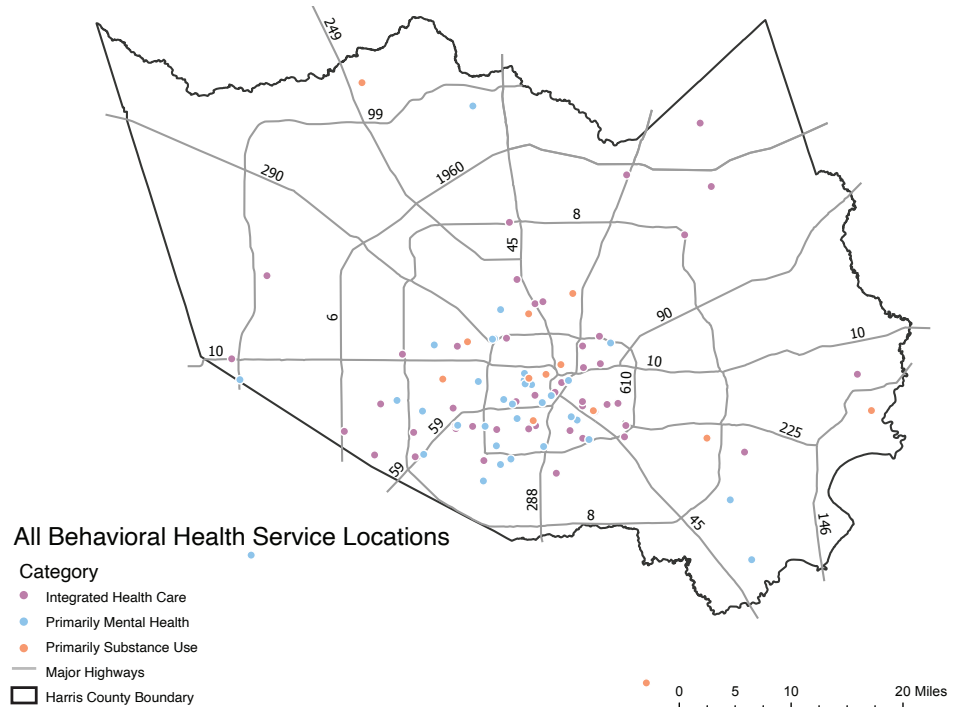 249
99
290
1960
8
45
6
90
10
10
10
610
59
225
59
288
8
45
146
All Behavioral Health Service Locations
Category
Integrated Health Care
Primarily Mental Health
Primarily Substance Use
Major Highways
Harris County Boundary
0 5 10 20 Miles